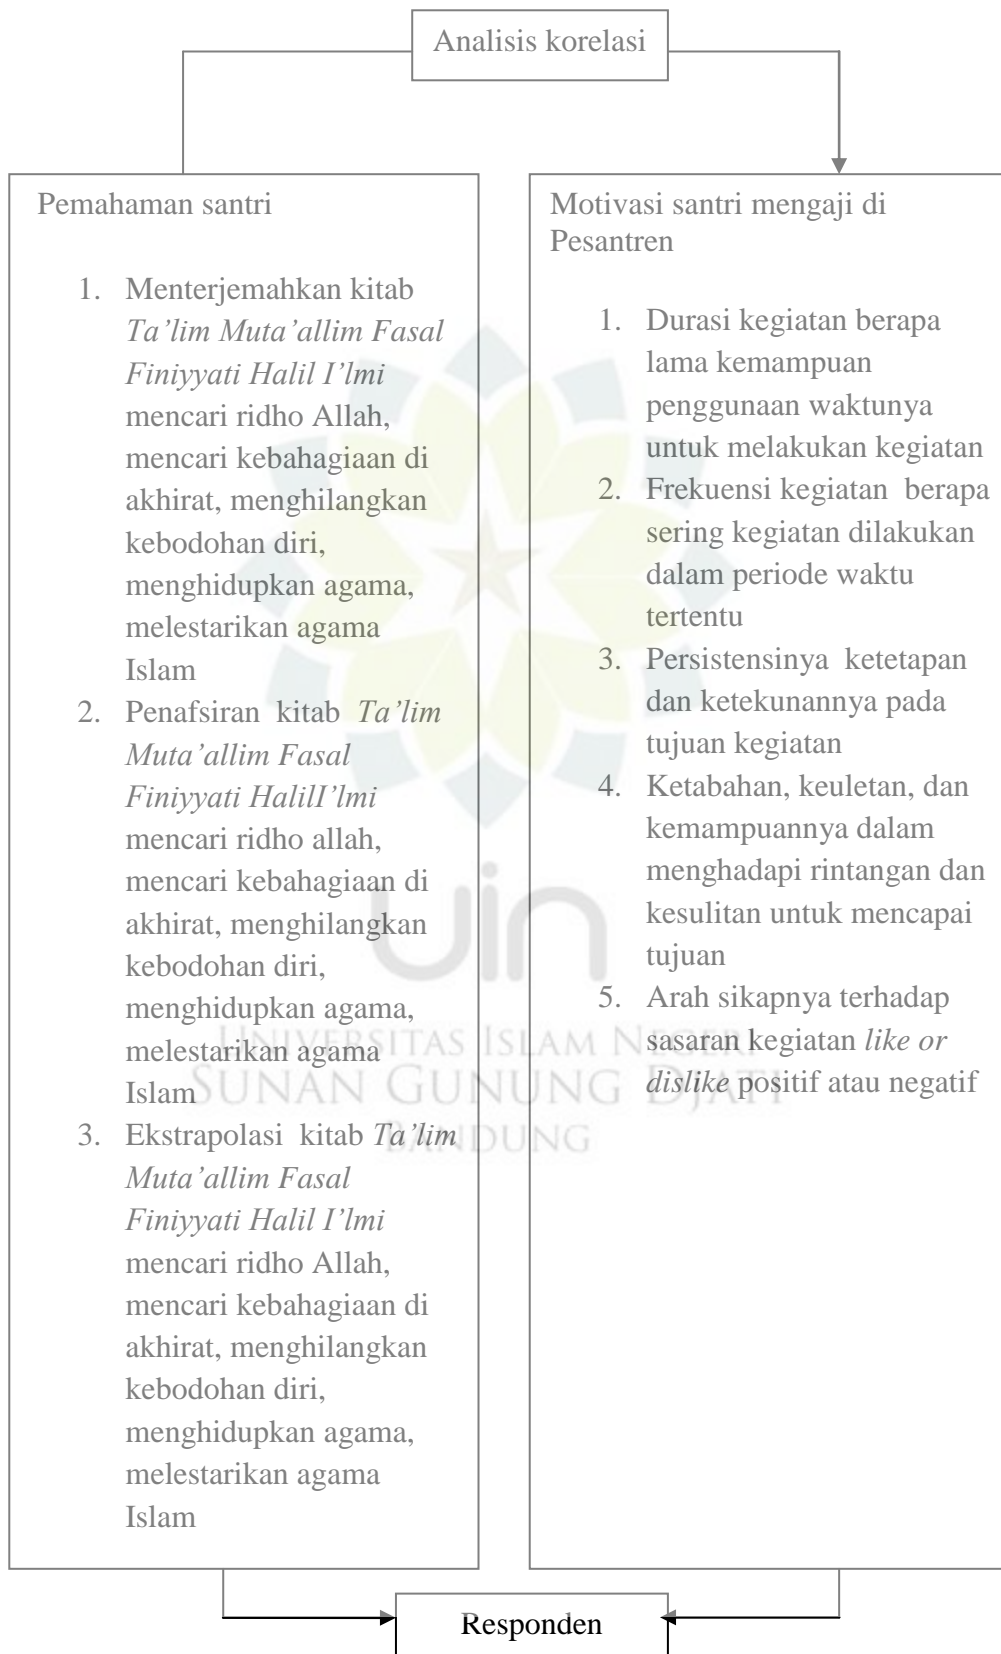 Analisis korelasi
Pemahaman santri
1. Menterjemahkan kitab
Ta’lim Muta’allim Fasal
Finiyyati Halil I’lmi
mencari ridho Allah,
mencari kebahagiaan di
akhirat, menghilangkan
kebodohan diri,
menghidupkan agama,
melestarikan agama
Islam
2. Penafsiran kitab Ta’lim
Muta’allim Fasal
Finiyyati HalilI’lmi
mencari ridho allah,
mencari kebahagiaan di
akhirat, menghilangkan
kebodohan diri,
menghidupkan agama,
melestarikan agama
Islam
3. Ekstrapolasi kitab Ta’lim
Muta’allim Fasal
Finiyyati Halil I’lmi
mencari ridho Allah,
mencari kebahagiaan di
akhirat, menghilangkan
kebodohan diri,
menghidupkan agama,
melestarikan agama
Islam
Motivasi santri mengaji di
Pesantren
1. Durasi kegiatan berapa
lama kemampuan
penggunaan waktunya
untuk melakukan kegiatan
2. Frekuensi kegiatan berapa
sering kegiatan dilakukan
dalam periode waktu
tertentu
3. Persistensinya ketetapan
dan ketekunannya pada
tujuan kegiatan
4. Ketabahan, keuletan, dan
kemampuannya dalam
menghadapi rintangan dan
kesulitan untuk mencapai
tujuan
5. Arah sikapnya terhadap
sasaran kegiatan like or
dislike positif atau negatif
uin
UNIVERSITAS ISLAM NEGERI
SUNAN GUNUNG DJATI
BANDUNG
Responden